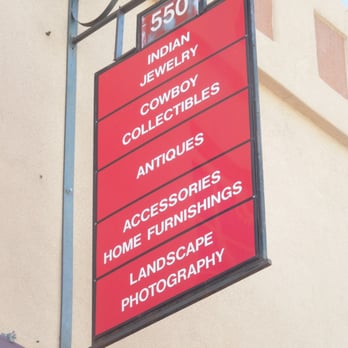 550
INDIAN
JEWELRY
COWBOY
COLLECTIBLES
ANTIQUES
ACCESSORIES
HOME FURNISHINGS
LANDSCAPE
PHOTOGRAPHY